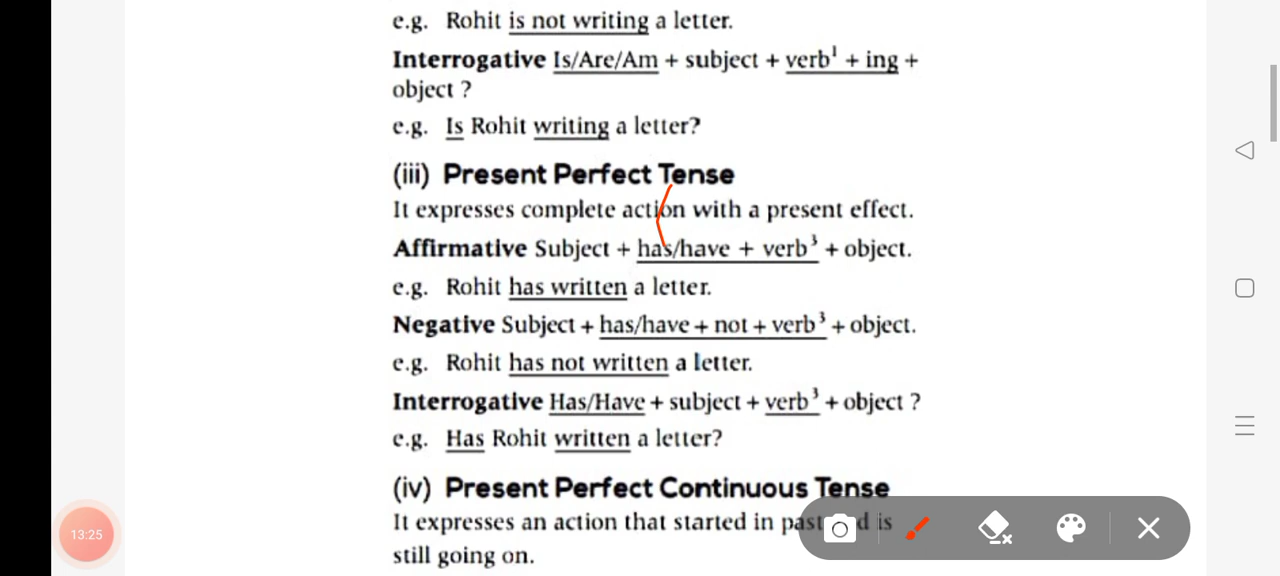 e.g. Rohit is not writing a letter.
Interrogative Is/Are/Am + subject + verb¹ + ing +
object ?
e.g. Is Rohit writing a letter?
(iii) Present Perfect Tense
It expresses complete action with a present effect.
Affirmative Subject + has/have + verb³ + object.
e.g. Rohit has written a letter.
Negative Subject + has/have + not + verb³ + object.
e.g. Rohit has not written a letter.
Interrogative Has/Have + subject + verb³ + object ?
e.g. Has Rohit written a letter?
(iv) Present Perfect Continuous Tense
It expresses an action that started in past d is
still going on.
13:25